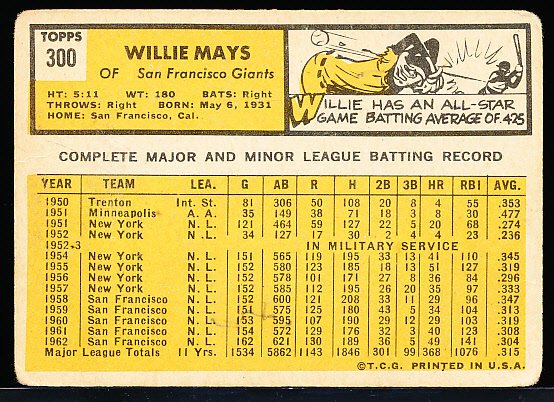 TOPPS
300
WILLIE MAYS
OF San Francisco Giants
HT: 5:11 WT: 180 BATS: Right
THROWS: Right BORN: May 6, 1931
HOME: San Francisco, Cal.
WILLIE HAS AN ALL-STAR
GAME BATTING AVERAGE OF .425
COMPLETE MAJOR AND MINOR LEAGUE BATTING RECORD
YEAR TEAM LEA. G AB R H 2B 3B HR RBI AVG.
1950 Trenton Int. St. 81 306 50 108 20 8 4 55 .353
1951 Minneapolis A. A. 35 149 38 71 18 3 8 30 .477
1951 New York N. L. 121 464 59 127 22 5 20 68 .274
1952 New York N. L. 34 127 17 30 2 4 4 23 .236
1952+3 IN MILITARY SERVICE
1954 New York N. L. 151 565 119 195 33 13 41 110 .345
1955 New York N. L. 152 580 123 185 18 13 51 127 .319
1956 New York N. L. 152 578 101 171 27 8 36 84 .296
1957 New York N. L. 152 585 112 195 26 20 35 97 .333
1958 San Francisco N. L. 152 600 121 208 33 11 29 96 .347
1959 San Francisco N. L. 151 575 125 180 43 5 34 104 .313
1960 San Francisco N. L. 153 595 107 190 29 12 29 103 .319
1961 San Francisco N. L. 154 572 129 176 32 3 40 123 .308
1962 San Francisco N. L. 162 621 130 189 36 5 49 141 .304
Major League Totals 11 Yrs. 1534 5862 1143 1846 301 99 368 1076 .315
©T.C.G. PRINTED IN U.S.A.